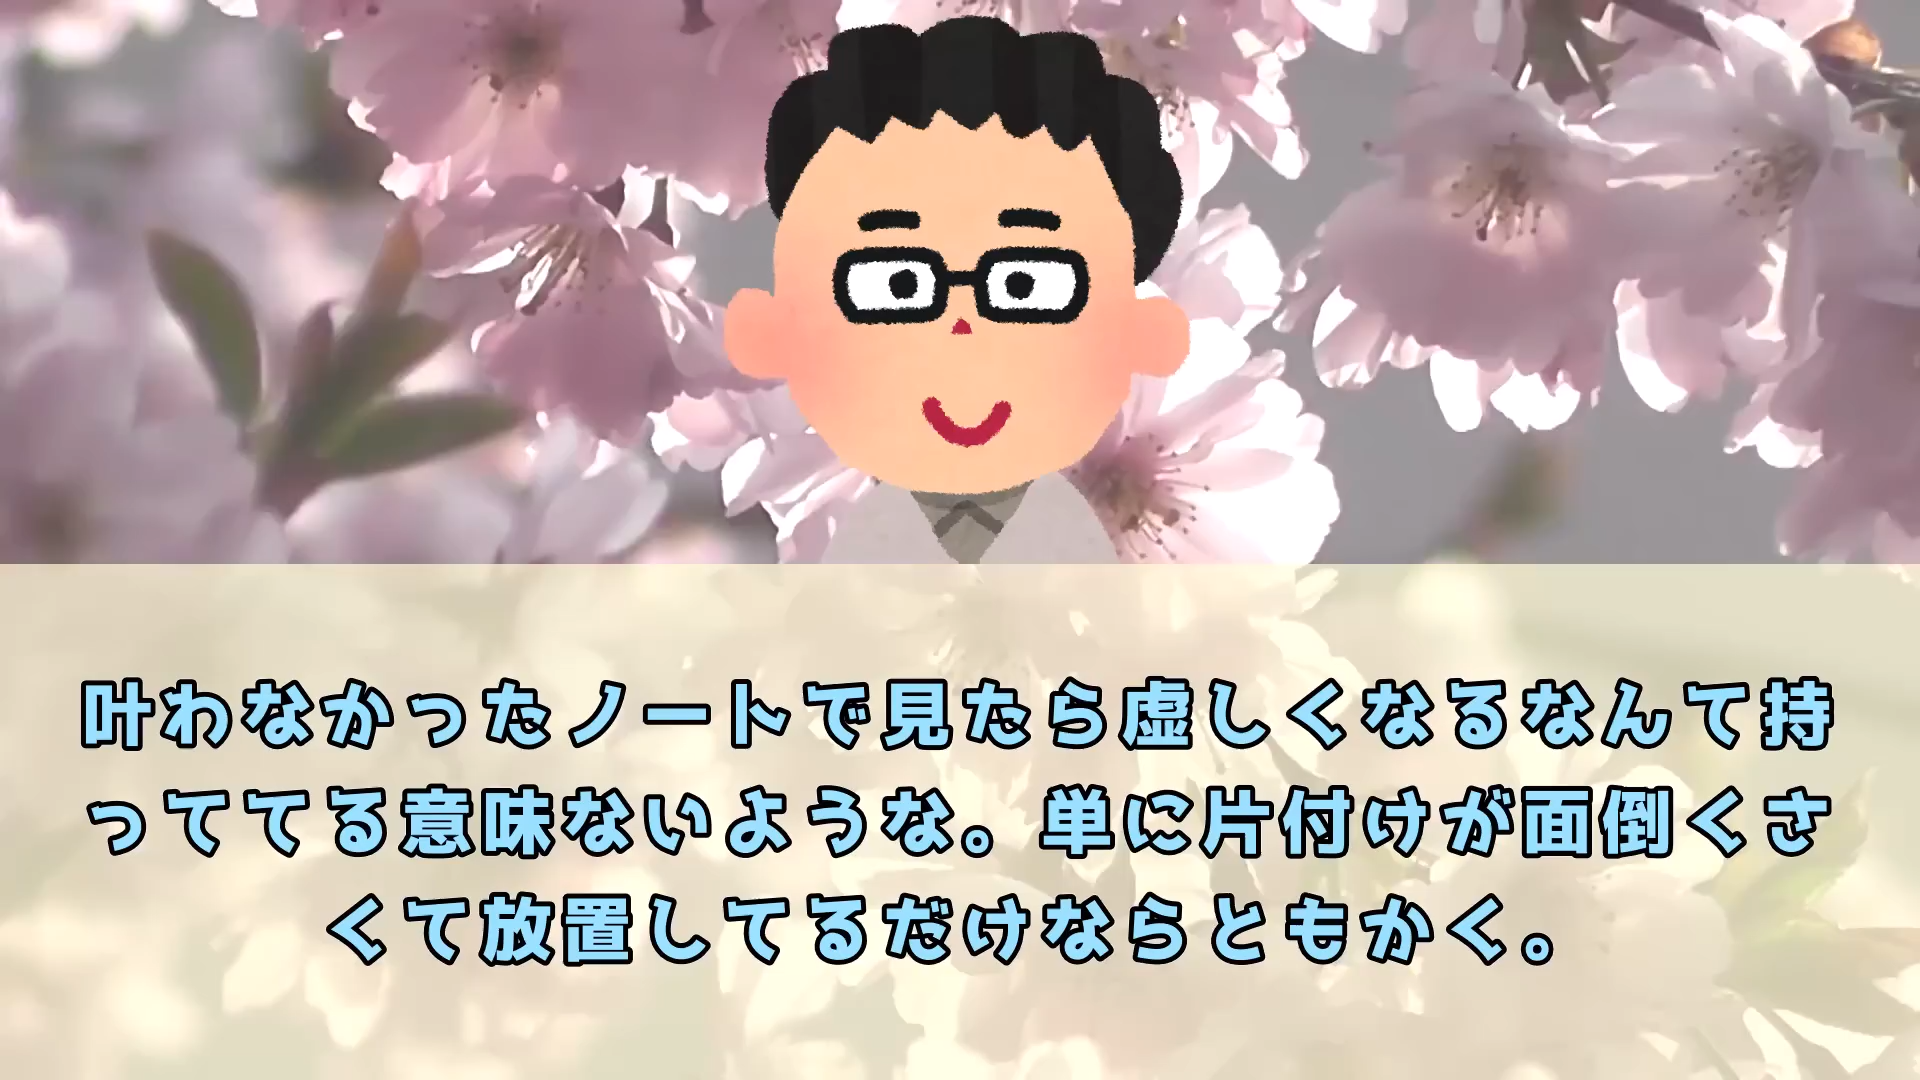 叶わなかったノートで見たら虚しくなるなんて持
っててる意味ないような。単に片付けが面倒くさ
くて放置してるだけならともかく。